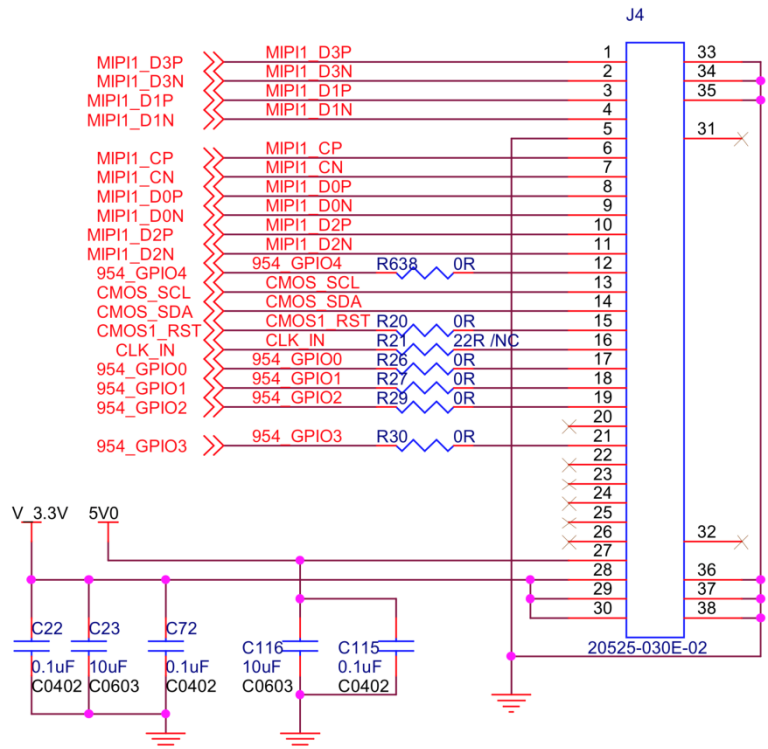 J4
MIPI1_D3P MIPI1_D3P 1 33
MIPI1_D3N MIPI1_D3N 2 34
MIPI1_D1P MIPI1_D1P 3 35
MIPI1_D1N MIPI1_D1N 4
5 31
MIPI1_CP MIPI1_CP 6
MIPI1_CN MIPI1_CN 7
MIPI1_D0P MIPI1_D0P 8
MIPI1_D0N MIPI1_D0N 9
MIPI1_D2P MIPI1_D2P 10
MIPI1_D2N MIPI1_D2N 11
954_GPIO4 954_GPIO4 R638 0R 12
CMOS_SCL CMOS_SCL 13
CMOS_SDA CMOS_SDA 14
CMOS1_RST CMOS1_RST R20 0R 15
CLK_IN CLK_IN R21 22R /NC 16
954_GPIO0 954_GPIO0 R26 0R 17
954_GPIO1 954_GPIO1 R27 0R 18
954_GPIO2 954_GPIO2 R29 0R 19
20
954_GPIO3 954_GPIO3 R30 0R 21
22
23
24
25
V_3.3V 5V0
26 32
27
28 36
29 37
30 38
C22 C23 C72 C116 C115 20525-030E-02
0.1uF 10uF 0.1uF 10uF 0.1uF
C0402 C0603 C0402 C0603 C0402